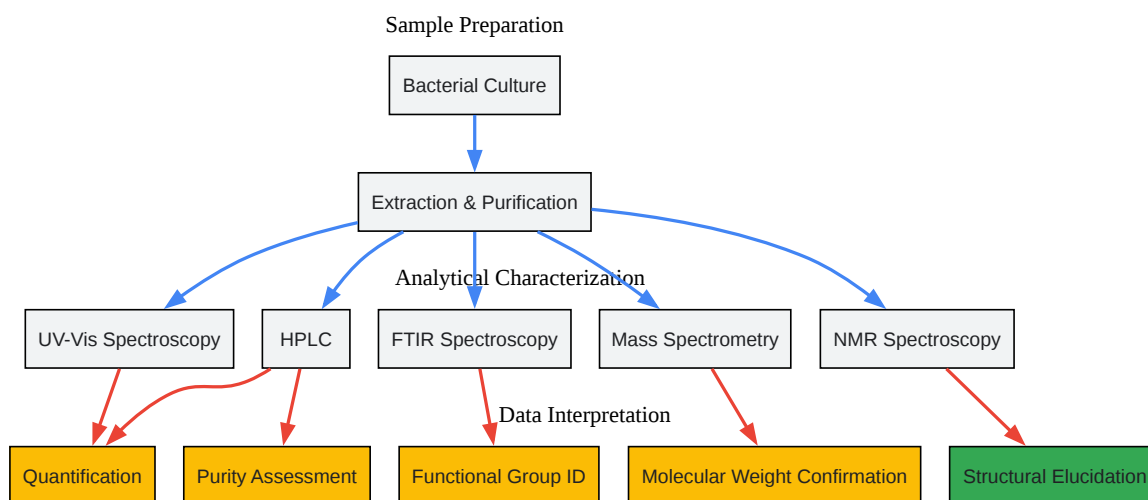 Sample Preparation
Bacterial Culture
Extraction & Purification
Analytical Characterization
UV-Vis Spectroscopy
HPLC
FTIR Spectroscopy
Mass Spectrometry
NMR Spectroscopy
Data Interpretation
Quantification
Purity Assessment
Functional Group ID
Molecular Weight Confirmation
Structural Elucidation